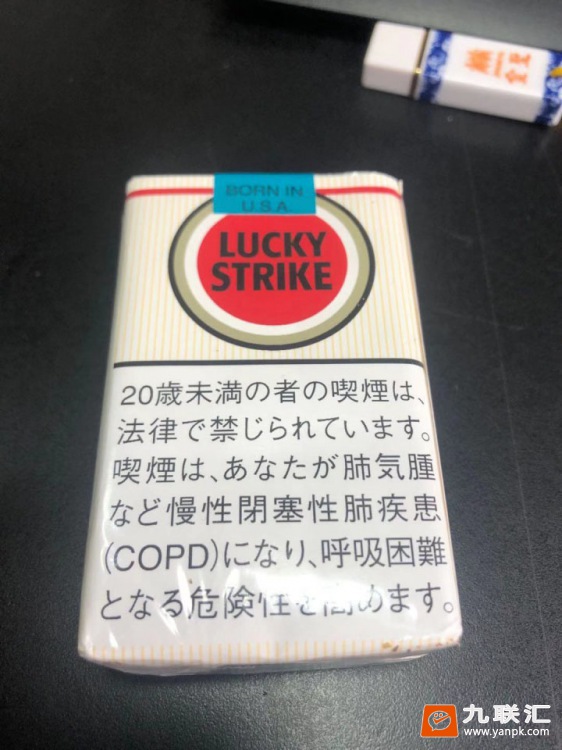 BORN IN
U.S.A.
LUCKY
STRIKE
20歳未満の者の喫煙は、
法律で禁じられています。
喫煙は、あなたが肺気腫
など慢性閉塞性肺疾患
(COPD)になり、呼吸困難
となる危険性を高めます。
九联汇
www.yanpk.com